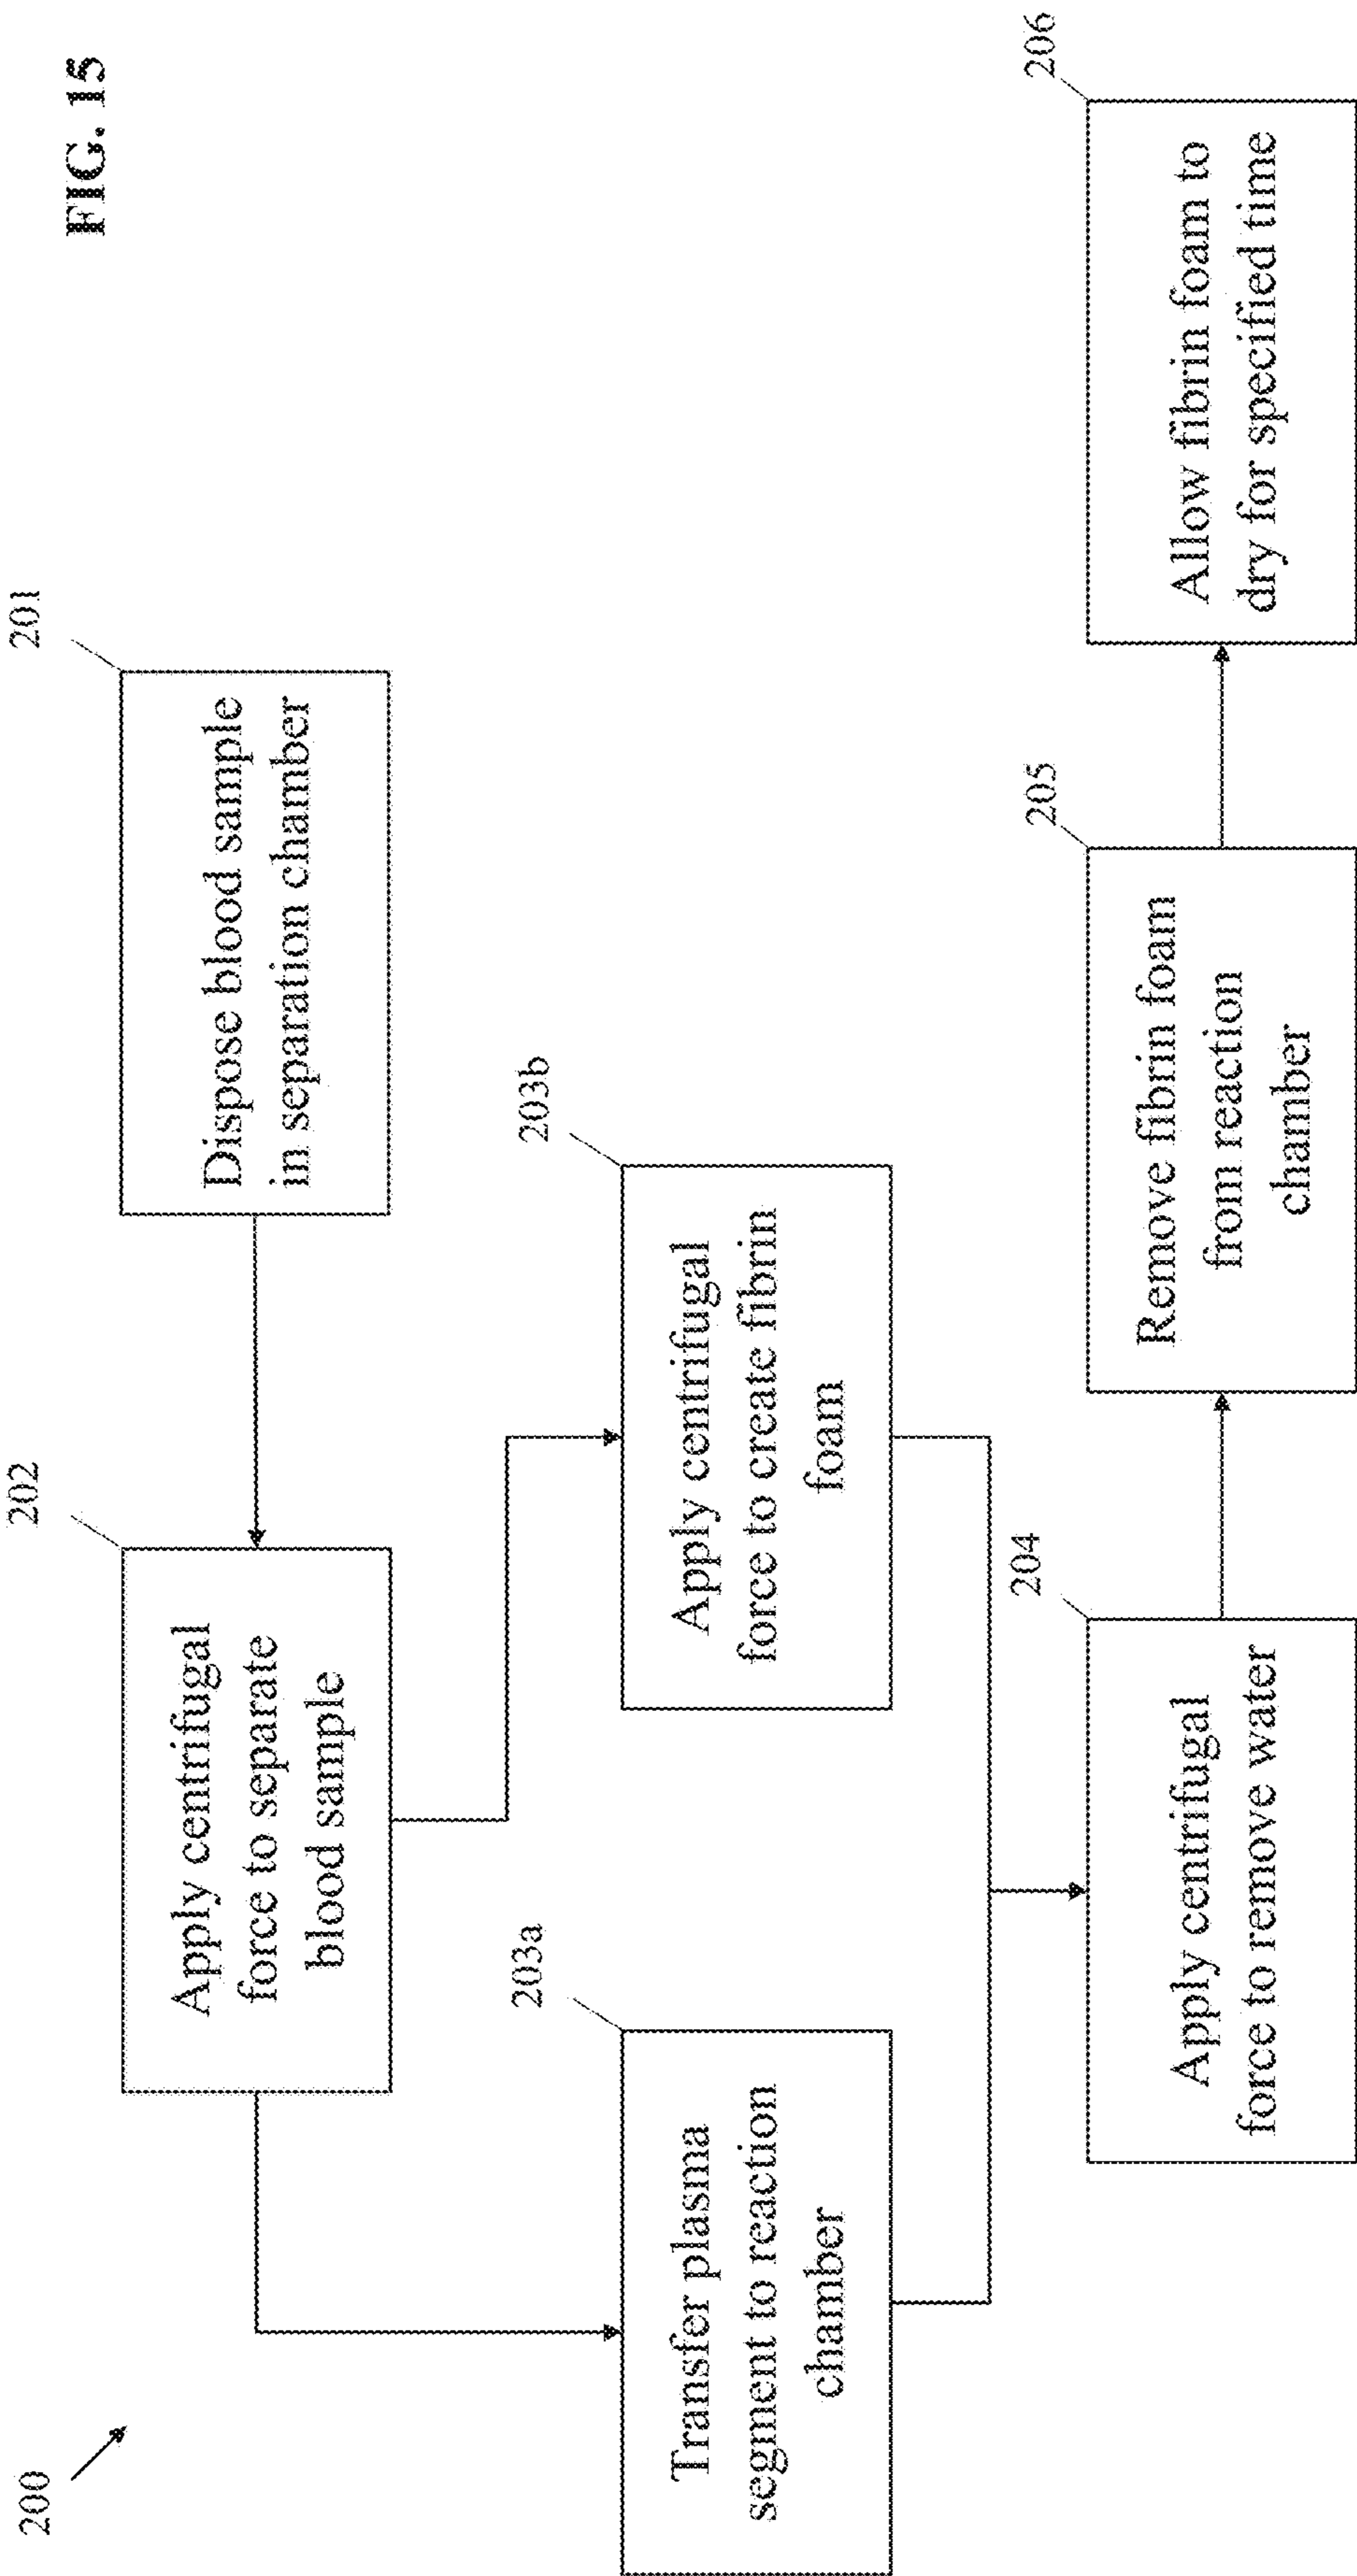 FIG. 15
200
201
Dispose blood sample
in separation chamber
202
Apply centrifugal
force to separate
blood sample
203a
Transfer plasma
segment to reaction
chamber
203b
Apply centrifugal
force to create fibrin
foam
204
Apply centrifugal
force to remove water
205
Remove fibrin foam
from reaction
chamber
206
Allow fibrin foam to
dry for specified time